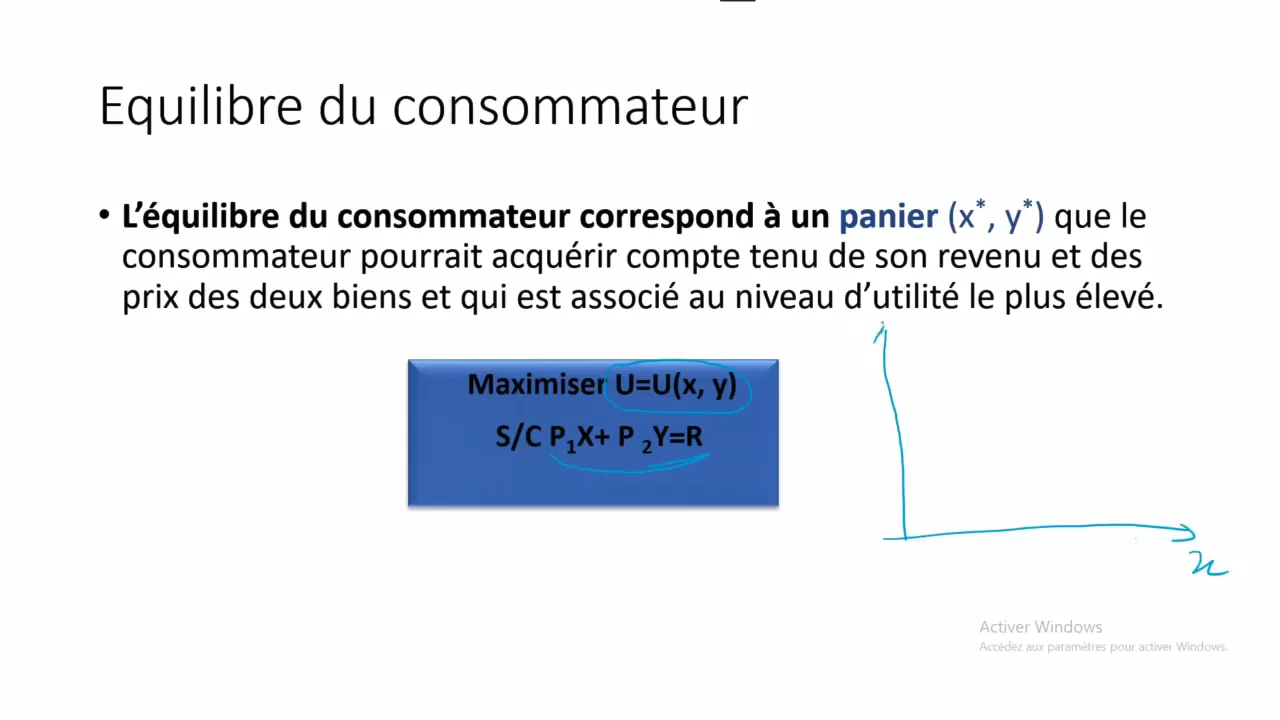 Equilibre du consommateur
• L’équilibre du consommateur correspond à un panier (x*, y*) que le
consommateur pourrait acquérir compte tenu de son revenu et des
prix des deux biens et qui est associé au niveau d’utilité le plus élevé.
Maximiser U=U(x, y)
S/C P₁X+ P ₂Y=R
x
Activer Windows
Accédez aux paramètres pour activer Windows.